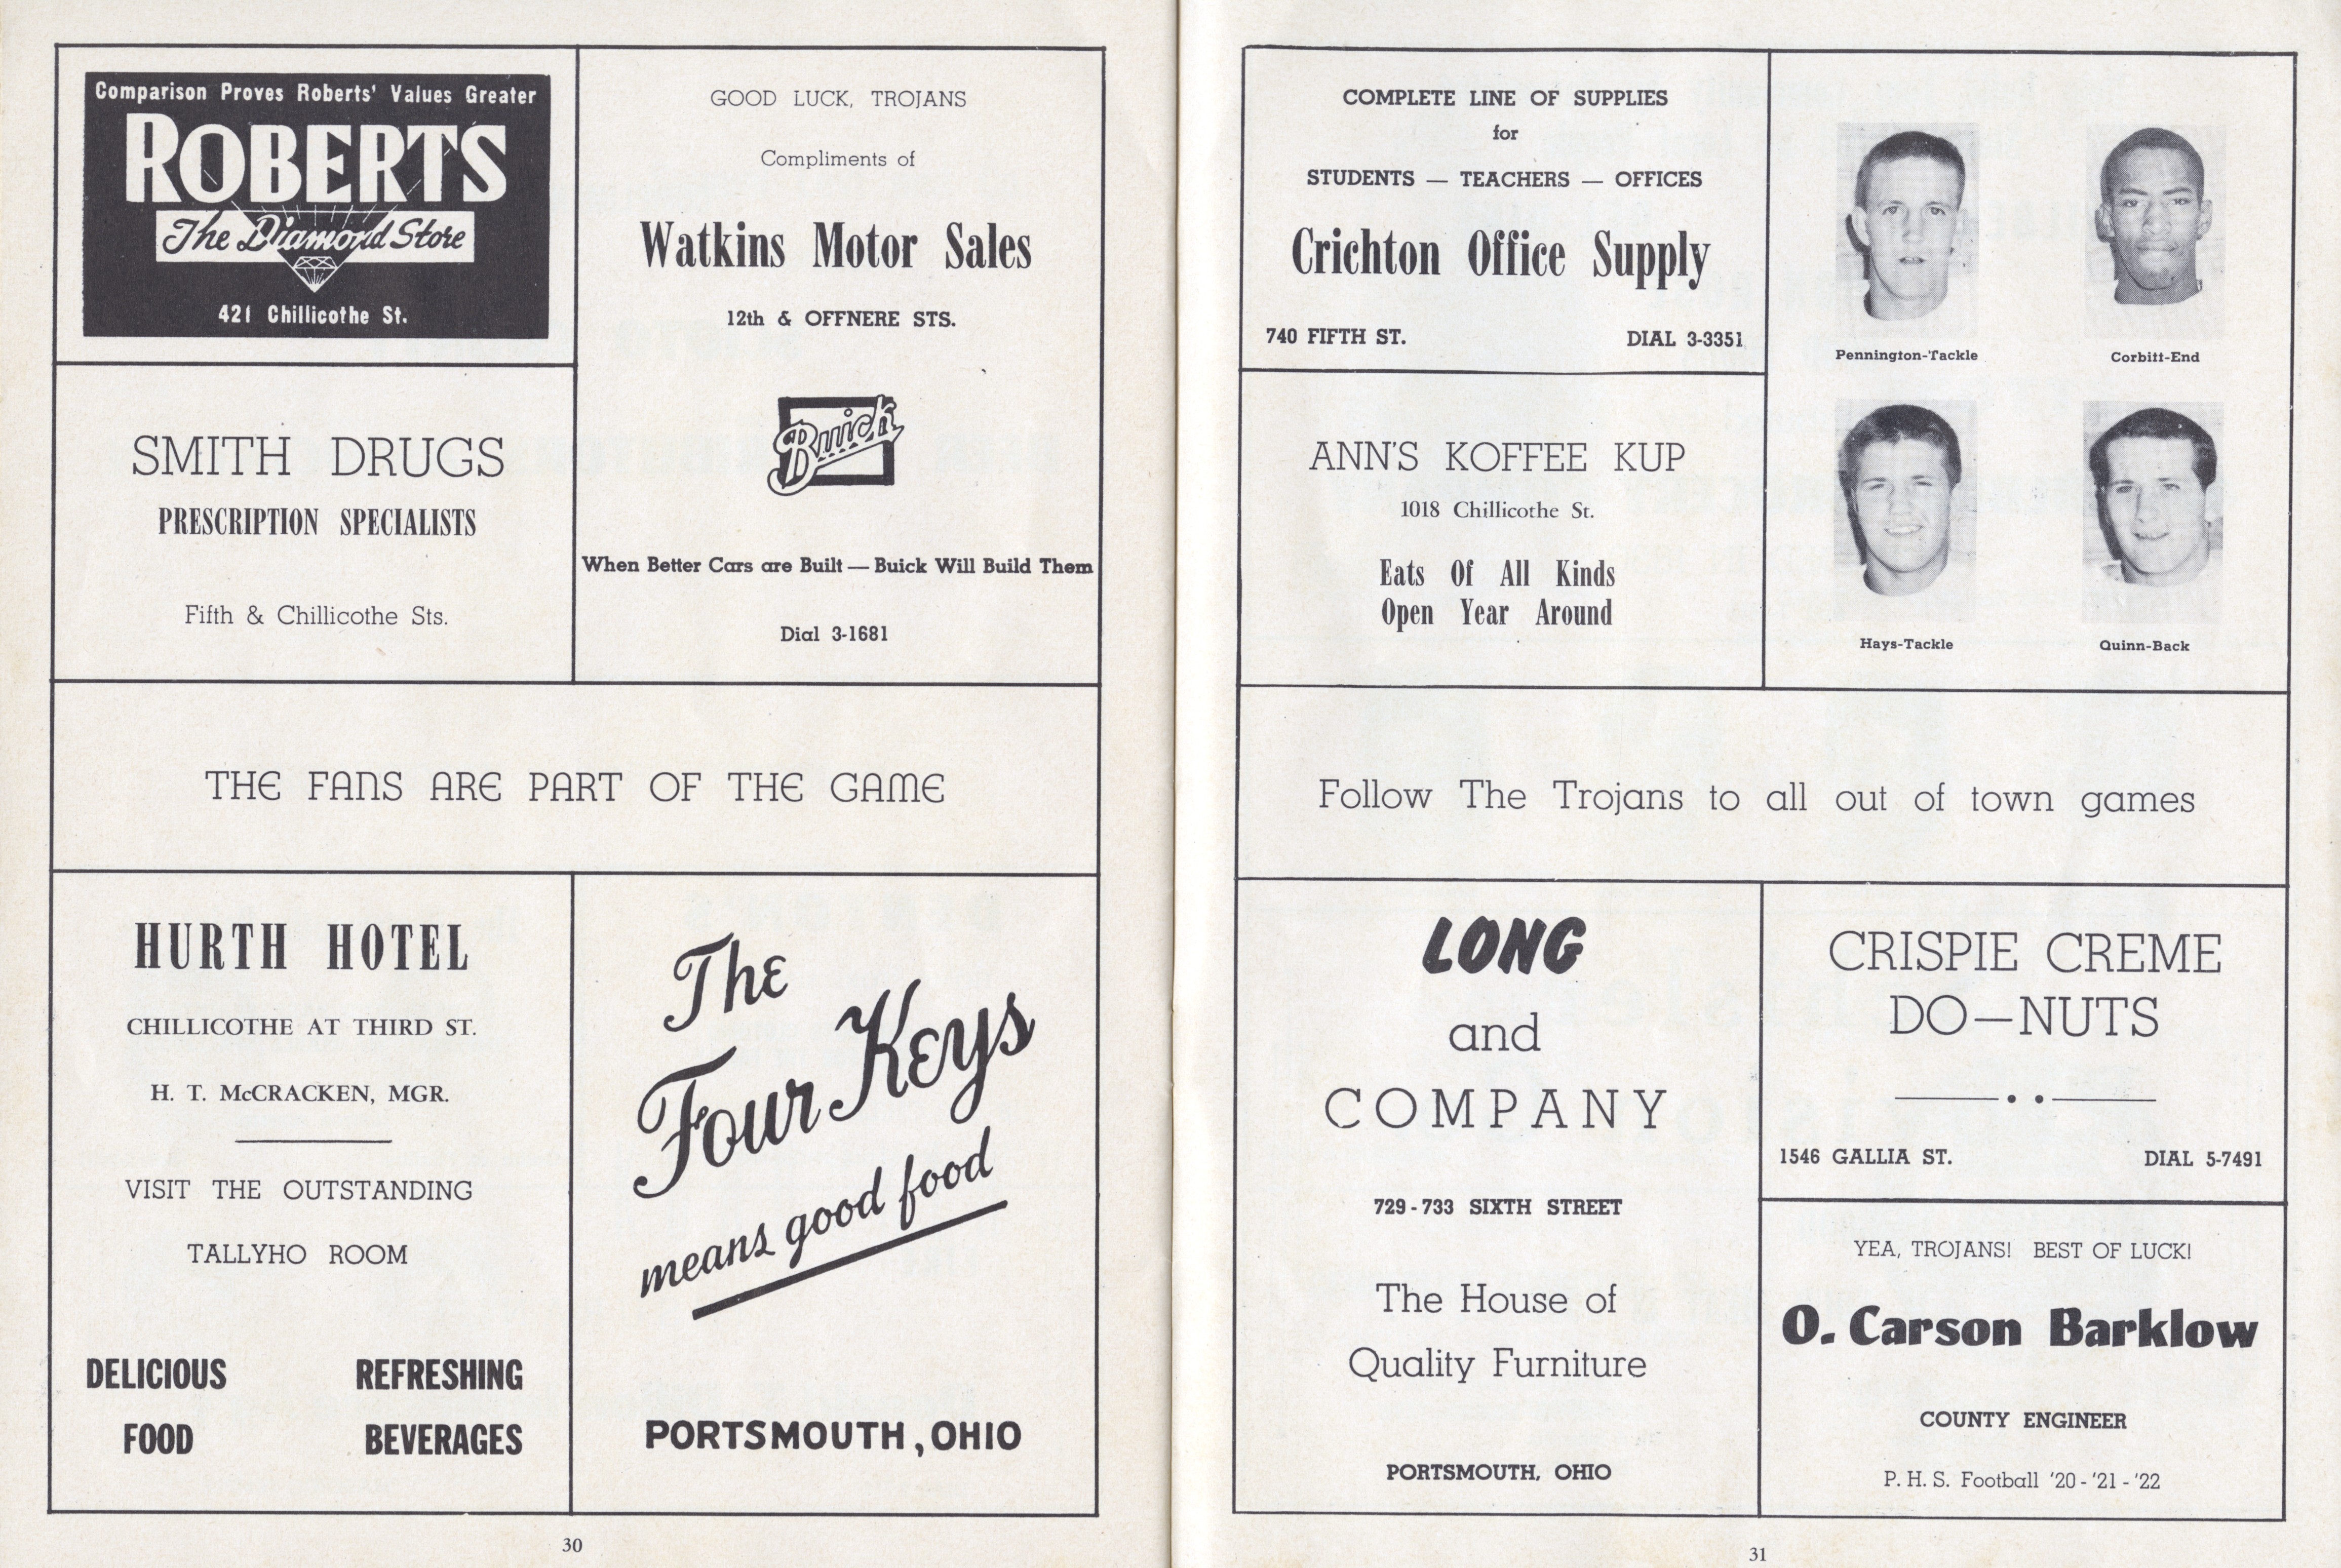 Comparison Proves Roberts' Values Greater
ROBERTS
The Diamond Store
421 Chillicothe St.
SMITH DRUGS
PRESCRIPTION SPECIALISTS
Fifth & Chillicothe Sts.
GOOD LUCK, TROJANS
Compliments of
Watkins Motor Sales
12th & OFFNERE STS.
Buick
When Better Cars are Built — Buick Will Build Them
Dial 3-1681
THE FANS ARE PART OF THE GAME
HURTH HOTEL
CHILLICOTHE AT THIRD ST.
H. T. McCRACKEN, MGR.
VISIT THE OUTSTANDING
TALLYHO ROOM
DELICIOUS REFRESHING
FOOD BEVERAGES
The
Four Keys
means good food
PORTSMOUTH, OHIO
30
COMPLETE LINE OF SUPPLIES
for
STUDENTS — TEACHERS — OFFICES
Crichton Office Supply
740 FIFTH ST. DIAL 3-3351
ANN'S KOFFEE KUP
1018 Chillicothe St.
Eats Of All Kinds
Open Year Around
Pennington-Tackle
Corbitt-End
Hays-Tackle
Quinn-Back
Follow The Trojans to all out of town games
LONG
and
COMPANY
729-733 SIXTH STREET
The House of
Quality Furniture
PORTSMOUTH, OHIO
CRISPIE CREME
DO—NUTS
1546 GALLIA ST. DIAL 5-7491
YEA, TROJANS! BEST OF LUCK!
O. Carson Barklow
COUNTY ENGINEER
P. H. S. Football '20-'21-'22
31